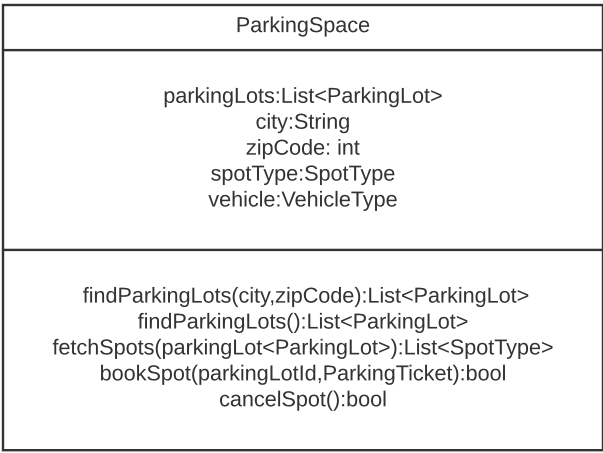 ParkingSpace
parkingLots:List<ParkingLot>
city:String
zipCode: int
spotType:SpotType
vehicle:VehicleType
findParkingLots(city,zipCode):List<ParkingLot>
findParkingLots():List<ParkingLot>
fetchSpots(parkingLot<ParkingLot>):List<SpotType>
bookSpot(parkingLotId,ParkingTicket):bool
cancelSpot():bool